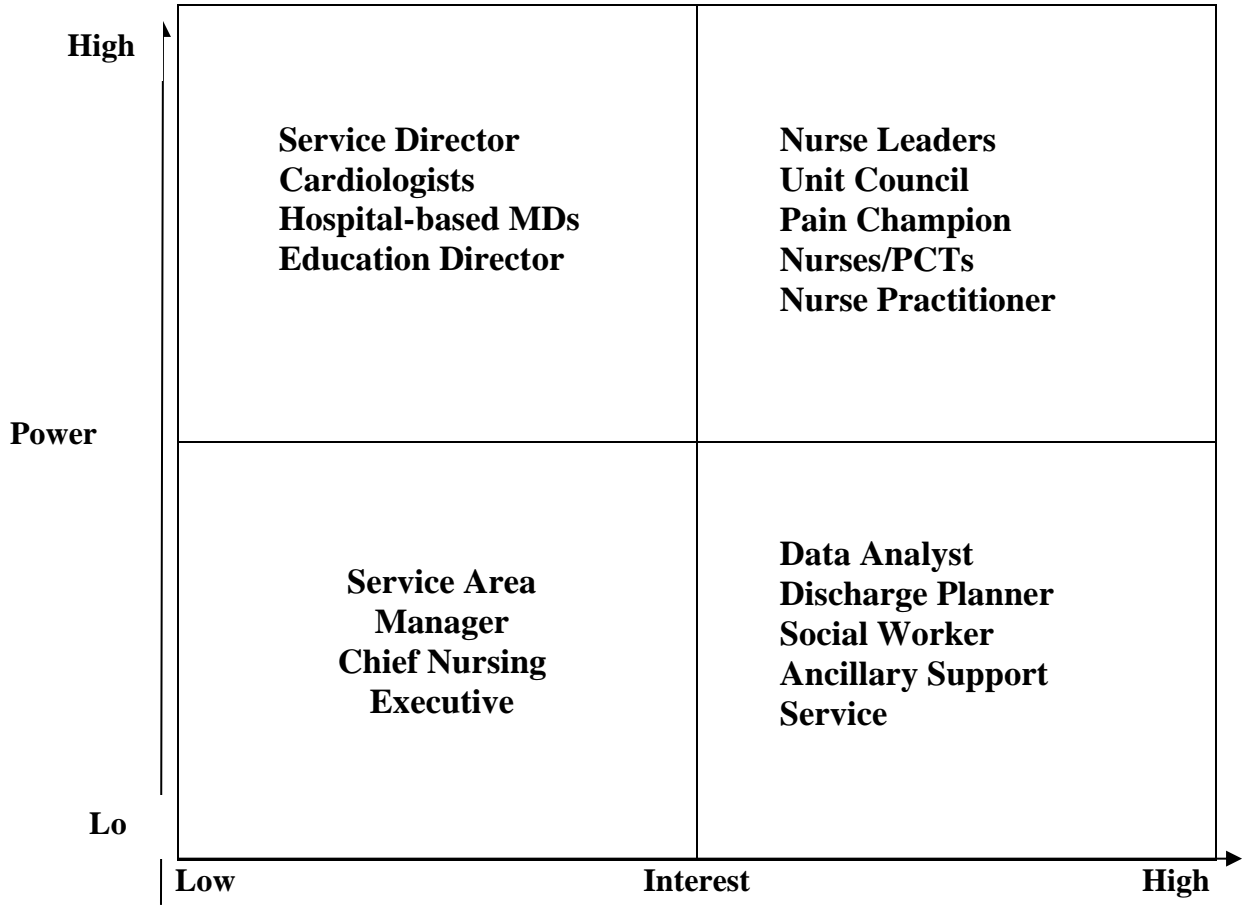 High
Service Director
Cardiologists
Hospital-based MDs
Education Director
Nurse Leaders
Unit Council
Pain Champion
Nurses/PCTs
Nurse Practitioner
Power
Service Area
Manager
Chief Nursing
Executive
Data Analyst
Discharge Planner
Social Worker
Ancillary Support
Service
Lo
Low
Interest
High